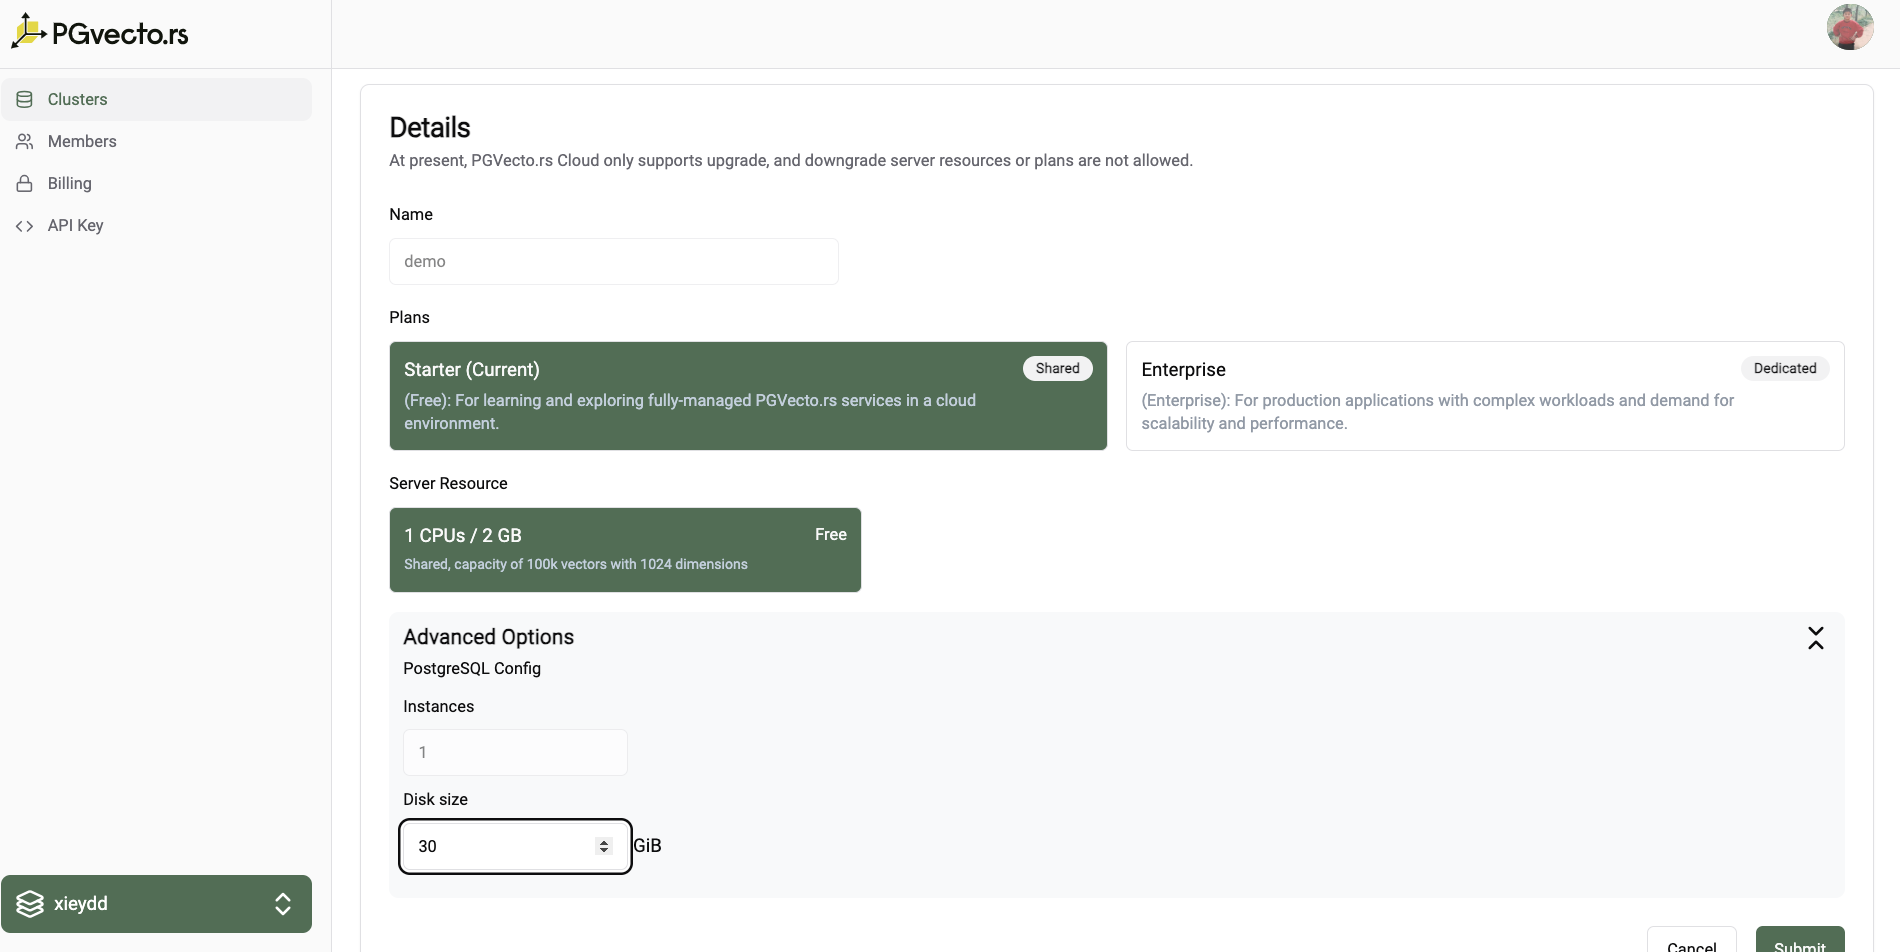 PGvecto.rs
Clusters
Members
Billing
API Key
Details
At present, PGVecto.rs Cloud only supports upgrade, and downgrade server resources or plans are not allowed.
Name
demo
Plans
Starter (Current)
Shared
(Free): For learning and exploring fully-managed PGVecto.rs services in a cloud
environment.
Enterprise
Dedicated
(Enterprise): For production applications with complex workloads and demand for
scalability and performance.
Server Resource
1 CPUs / 2 GB
Free
Shared, capacity of 100k vectors with 1024 dimensions
Advanced Options
PostgreSQL Config
Instances
1
Disk size
30
GiB
xieydd
Cancel
Submit